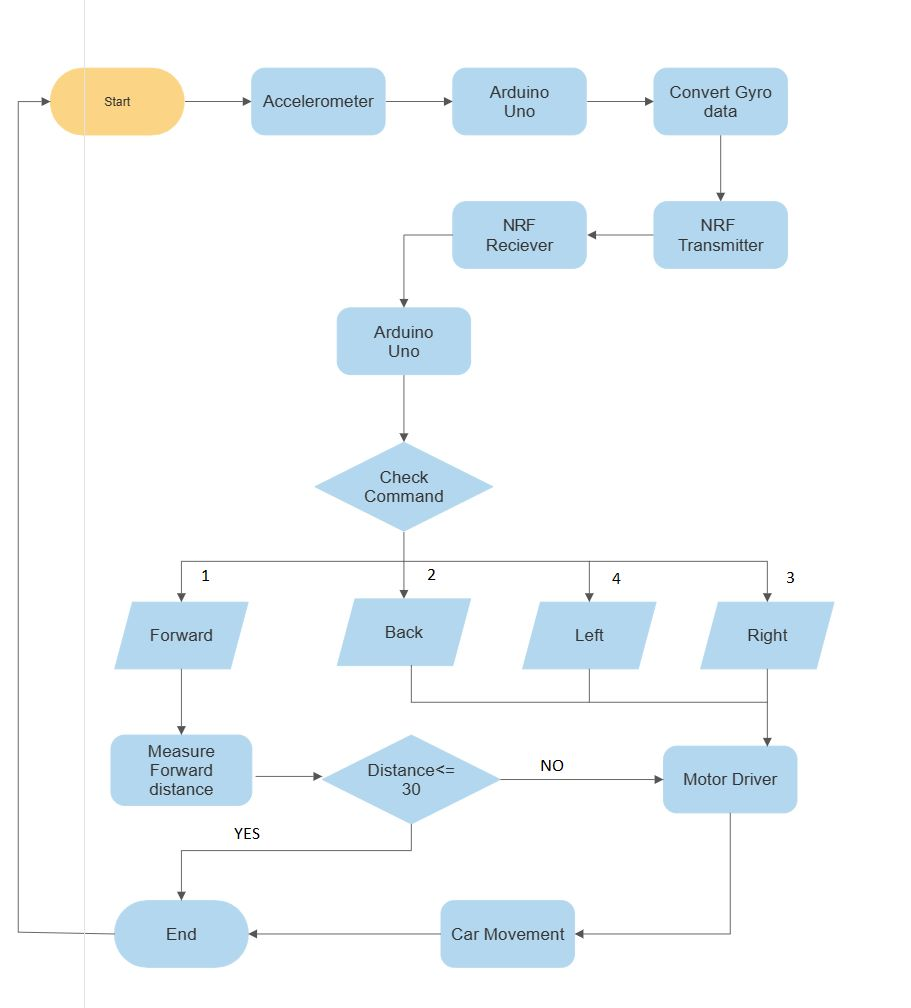 Start
Accelerometer
Arduino
Uno
Convert Gyro
data
NRF
Reciever
NRF
Transmitter
Arduino
Uno
Check
Command
1
2
4
3
Forward
Back
Left
Right
Measure
Forward
distance
Distance<=
30
NO
Motor Driver
YES
End
Car Movement